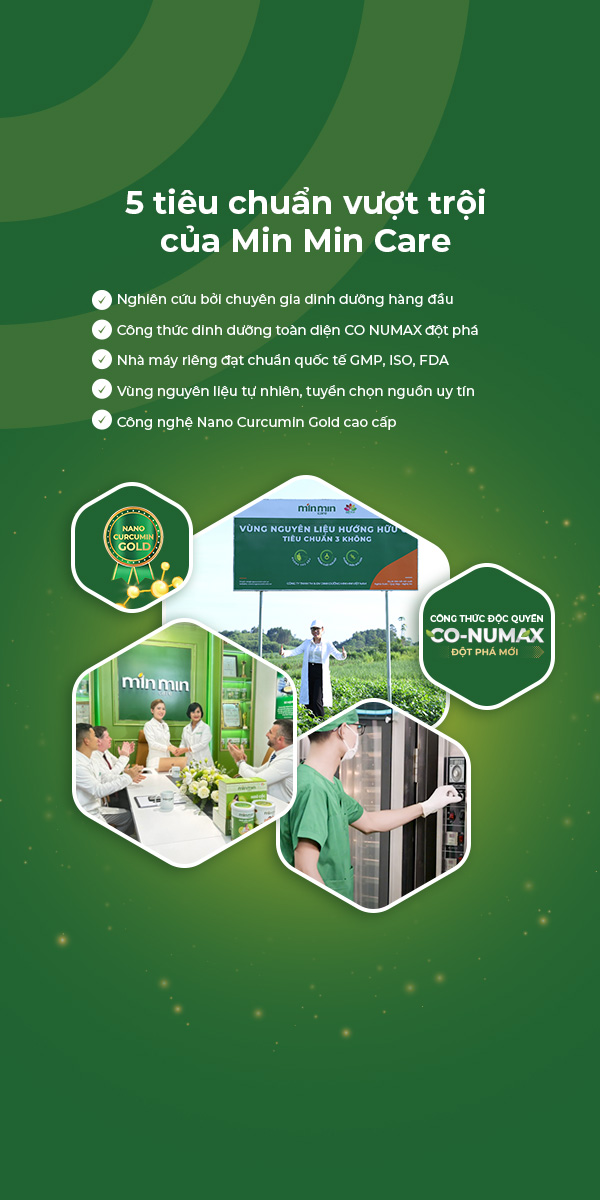 5 tiêu chuẩn vượt trội
của Min Min Care
Nghiên cứu bởi chuyên gia dinh dưỡng hàng đầu
Công thức dinh dưỡng toàn diện CO NUMAX đột phá
Nhà máy riêng đạt chuẩn quốc tế GMP, ISO, FDA
Vùng nguyên liệu tự nhiên, tuyển chọn nguồn uy tín
Công nghệ Nano Curcumin Gold cao cấp
NANO
CURCUMIN
GOLD
minmin
CARE
VÙNG NGUYÊN LIỆU HƯỚNG HỮU
TIÊU CHUẨN 3 KHÔNG
CÔNG THỨC ĐỘC QUYỀN
CO-NUMAX
ĐỘT PHÁ MỚI
minmin